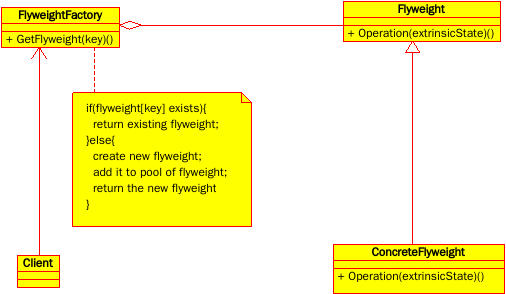 FlyweightFactory
+ GetFlyweight(key)()
Flyweight
+ Operation(extrinsicState)()
if(flyweight[key] exists){
return existing flyweight;
}else{
create new flyweight;
add it to pool of flyweight;
return the new flyweight
}
Client
ConcreteFlyweight
+ Operation(extrinsicState)()